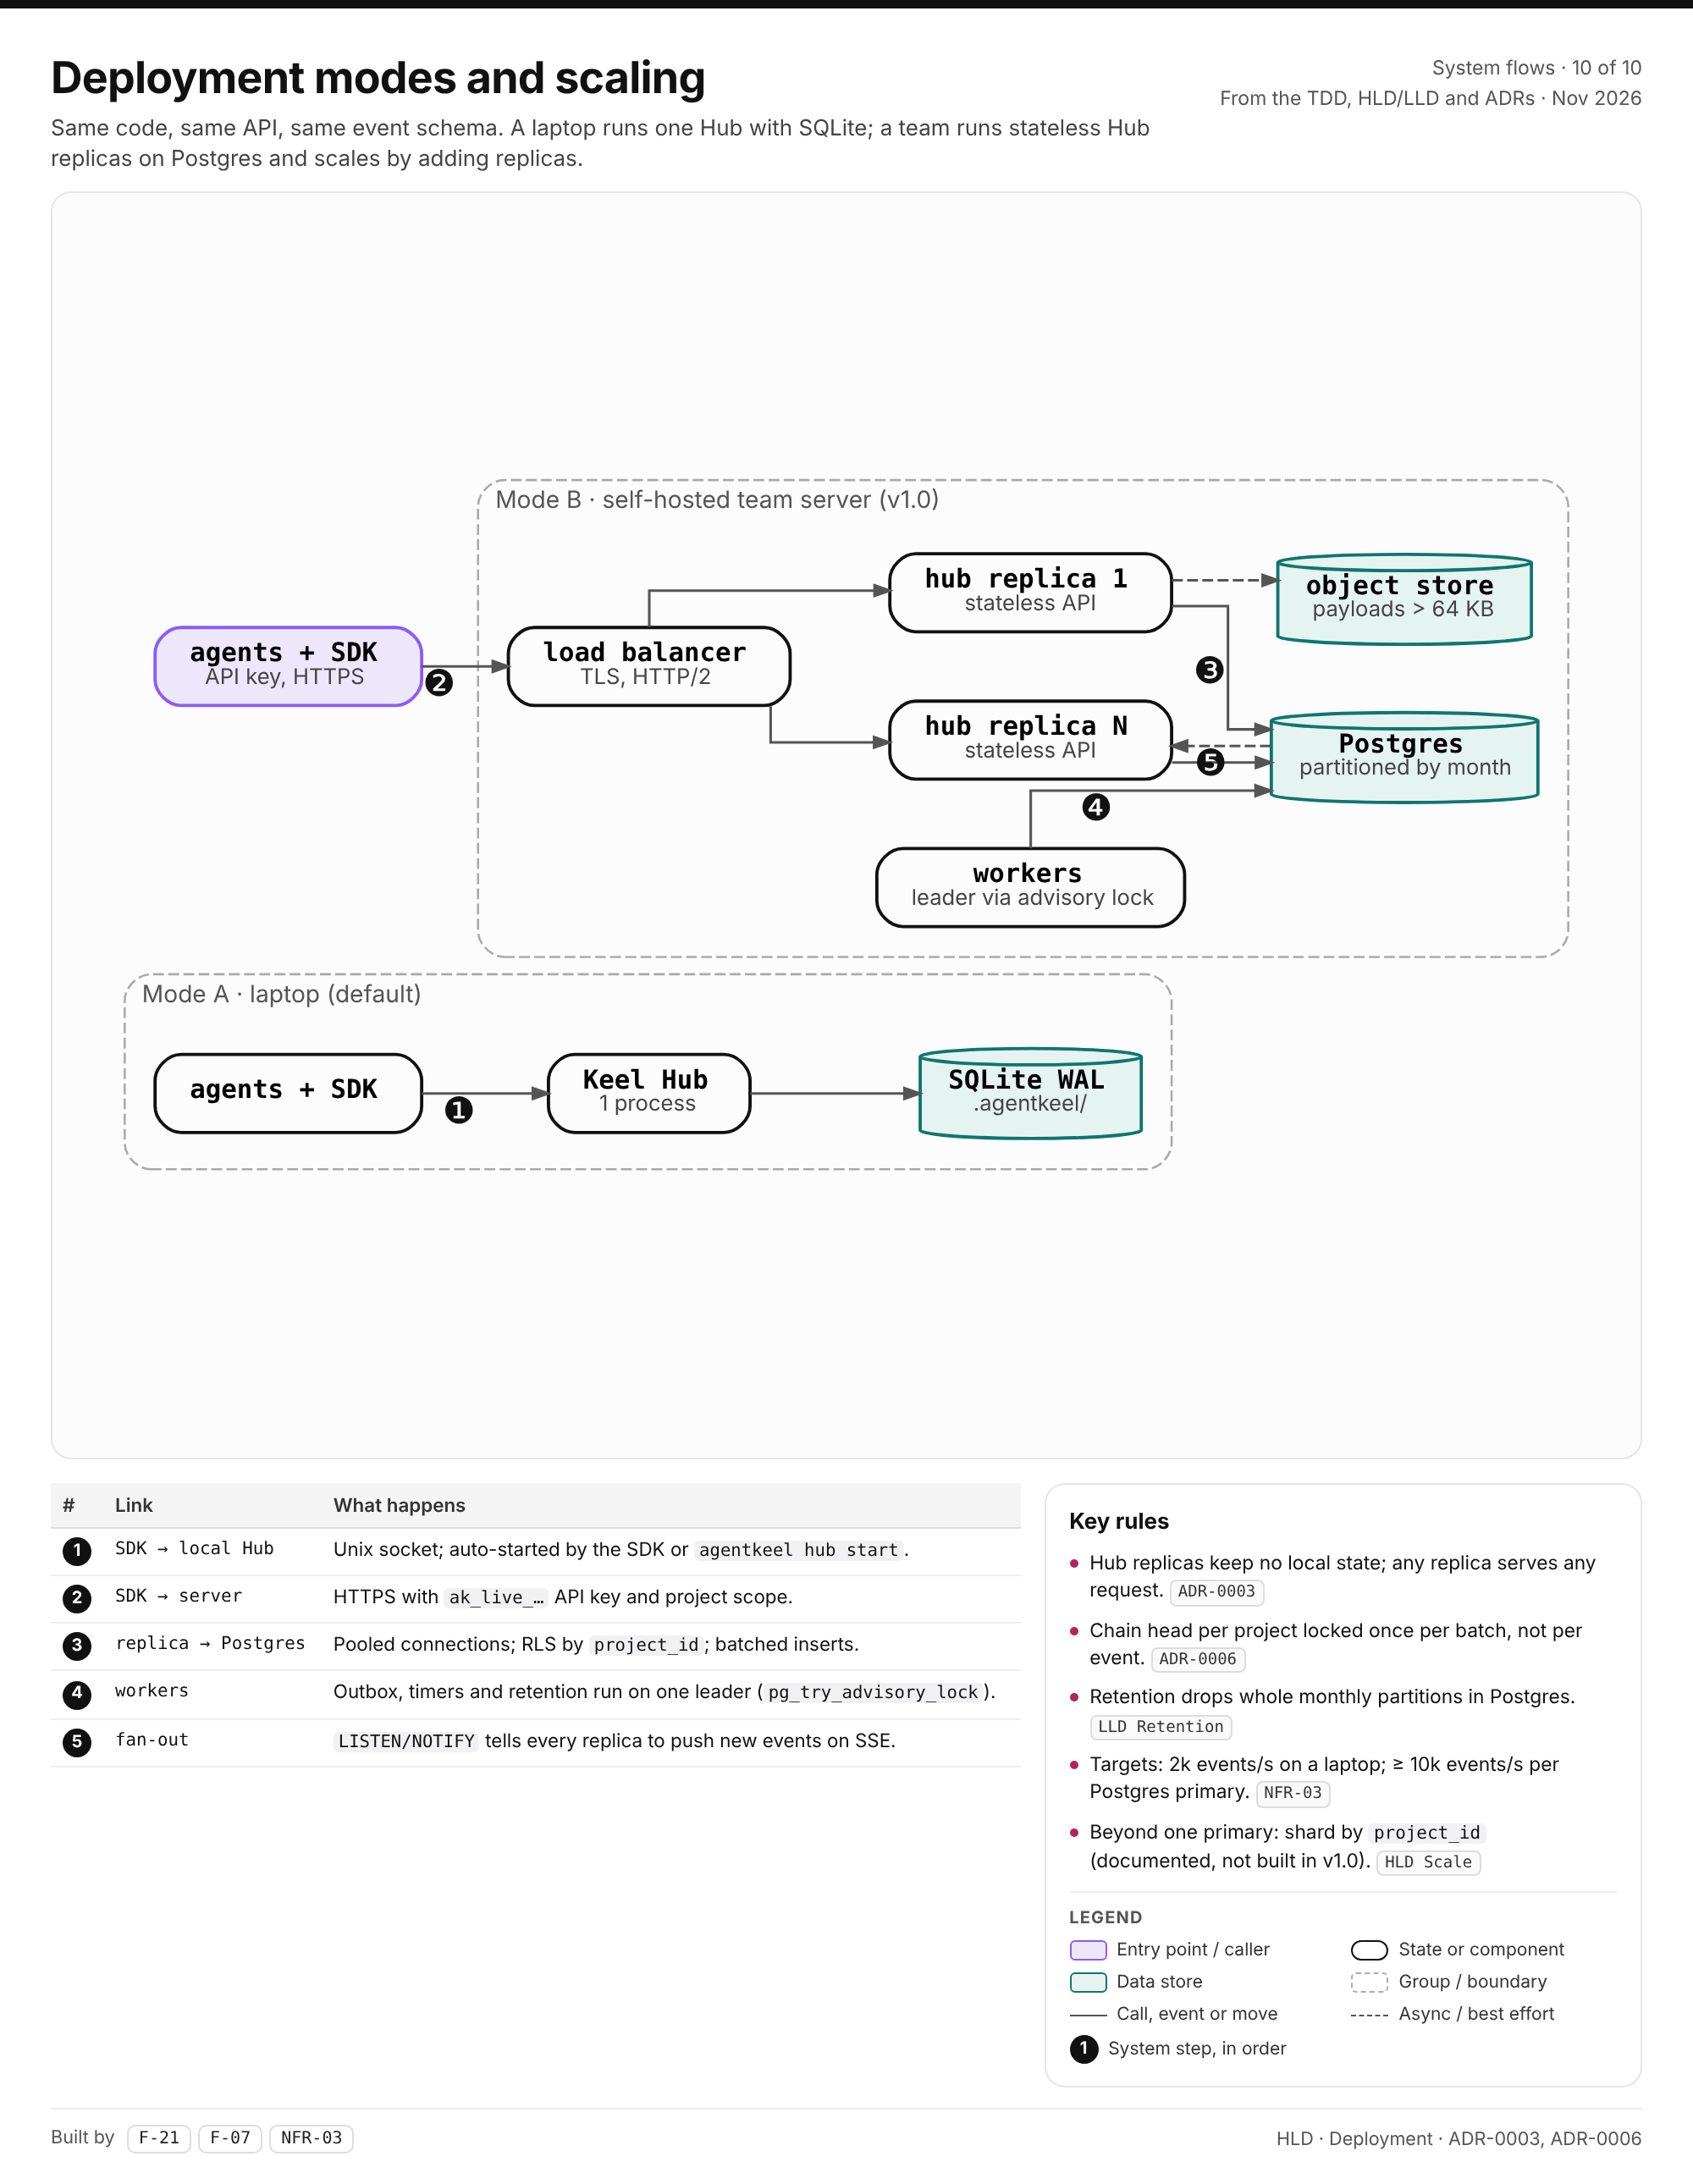 Deployment modes and scaling
System flows · 10 of 10
From the TDD, HLD/LLD and ADRs · Nov 2026
Same code, same API, same event schema. A laptop runs one Hub with SQLite; a team runs stateless Hub
replicas on Postgres and scales by adding replicas.
Mode B · self-hosted team server (v1.0)
hub replica 1
stateless API
object store
payloads > 64 KB
agents + SDK
API key, HTTPS
2
load balancer
TLS, HTTP/2
3
hub replica N
stateless API
5
Postgres
partitioned by month
4
workers
leader via advisory lock
Mode A · laptop (default)
agents + SDK
1
Keel Hub
1 process
SQLite WAL
.agentkeel/
# Link What happens
1 SDK → local Hub Unix socket; auto-started by the SDK or agentkeel hub start.
2 SDK → server HTTPS with ak_live_… API key and project scope.
3 replica → Postgres Pooled connections; RLS by project_id; batched inserts.
4 workers Outbox, timers and retention run on one leader (pg_try_advisory_lock).
5 fan-out LISTEN/NOTIFY tells every replica to push new events on SSE.
Key rules
• Hub replicas keep no local state; any replica serves any
request. ADR-0003
• Chain head per project locked once per batch, not per
event. ADR-0006
• Retention drops whole monthly partitions in Postgres.
LLD Retention
• Targets: 2k events/s on a laptop; ≥ 10k events/s per
Postgres primary. NFR-03
• Beyond one primary: shard by project_id
(documented, not built in v1.0). HLD Scale
LEGEND
Entry point / caller
State or component
Data store
Group / boundary
Call, event or move
Async / best effort
1 System step, in order
Built by F-21 F-07 NFR-03
HLD · Deployment · ADR-0003, ADR-0006